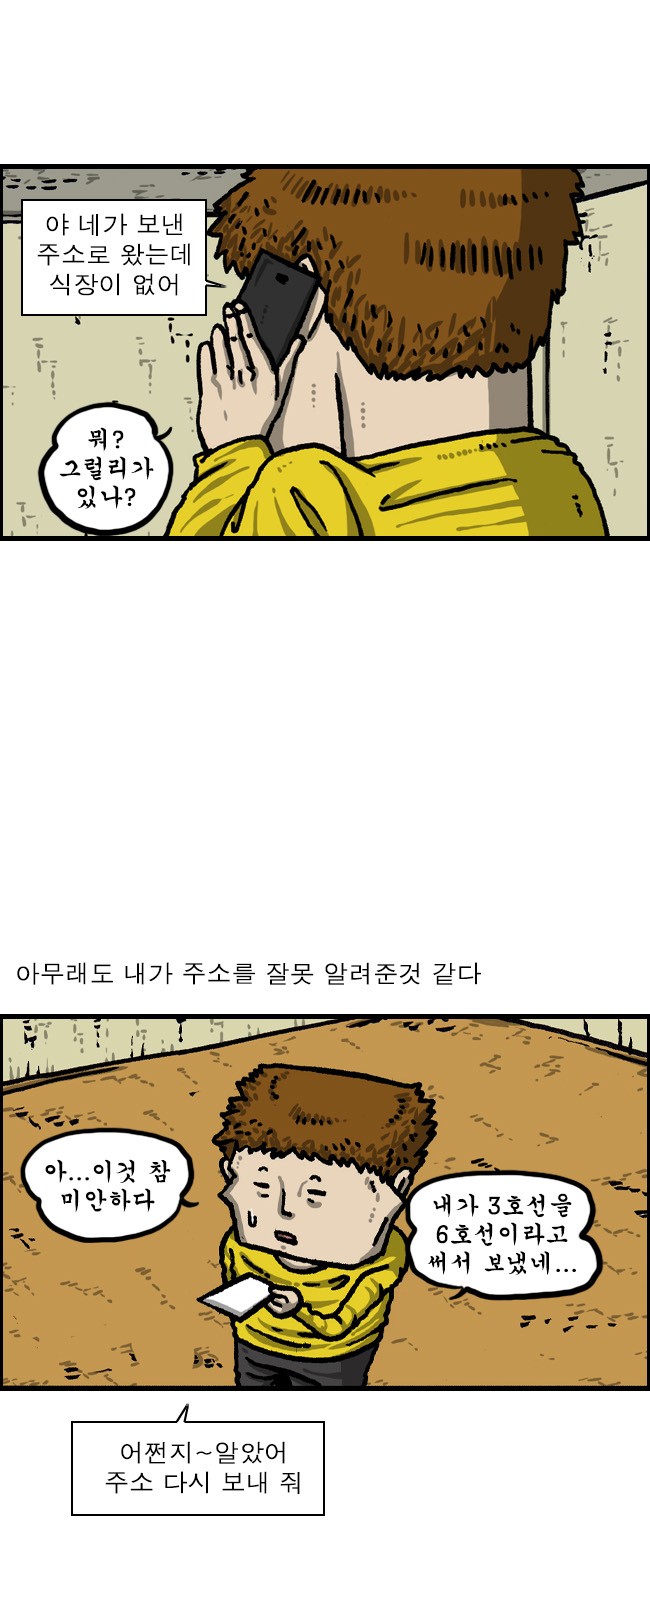 야 네가 보낸
주소로 왔는데
식장이 없어
뭐?
그럴리가
있나?
아무래도 내가 주소를 잘못 알려준것 같다
아...이것 참
미안하다
내가 3호선을
6호선이라고
써서 보냈네...
어쩐지~알았어
주소 다시 보내 줘